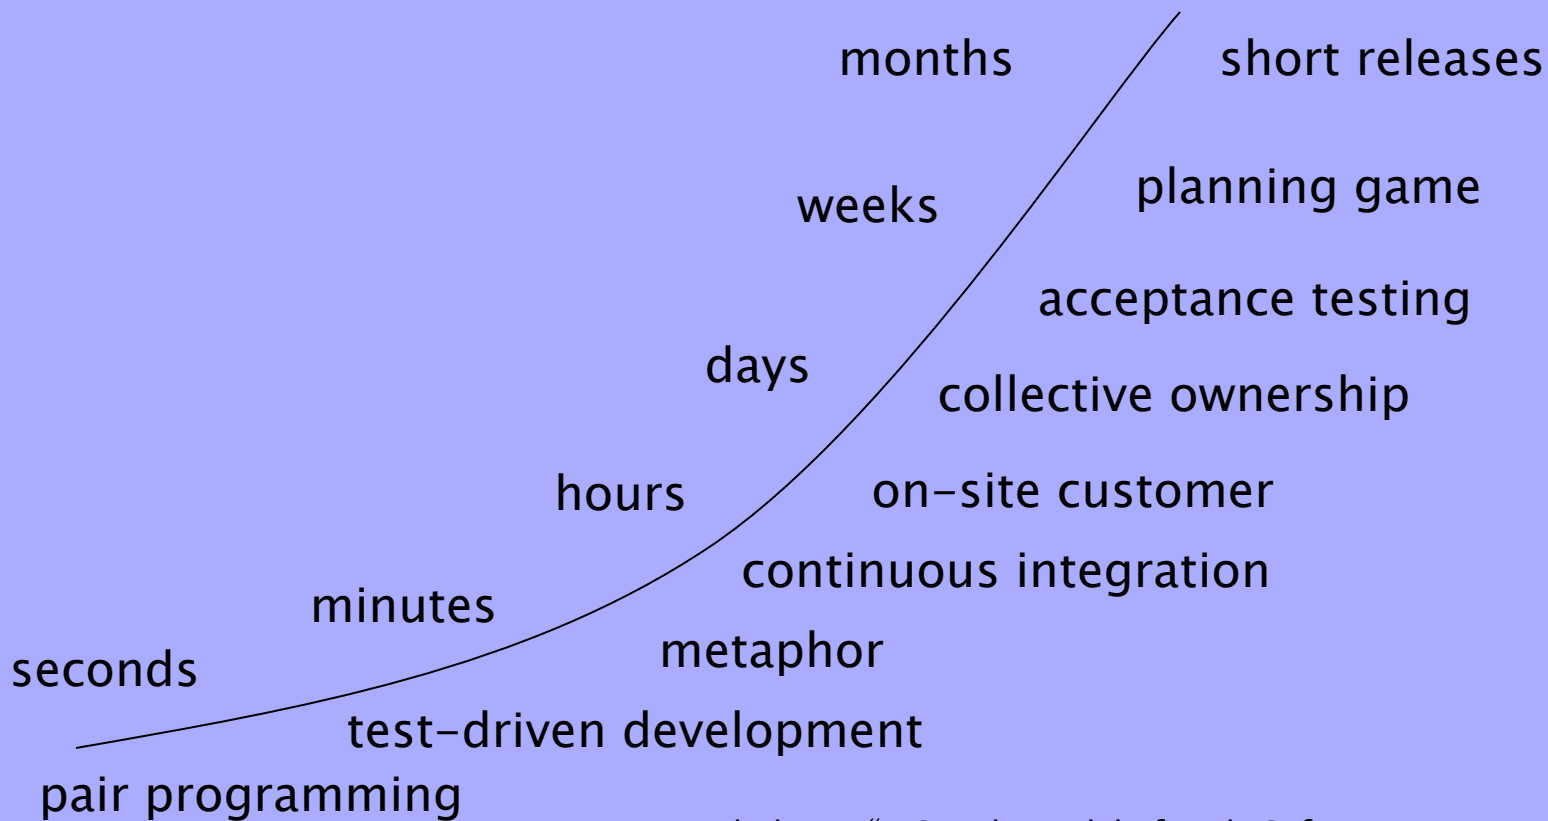 months short releases
weeks planning game
acceptance testing
days
collective ownership
hours on-site customer
continuous integration
minutes
metaphor
seconds
test-driven development
pair programming